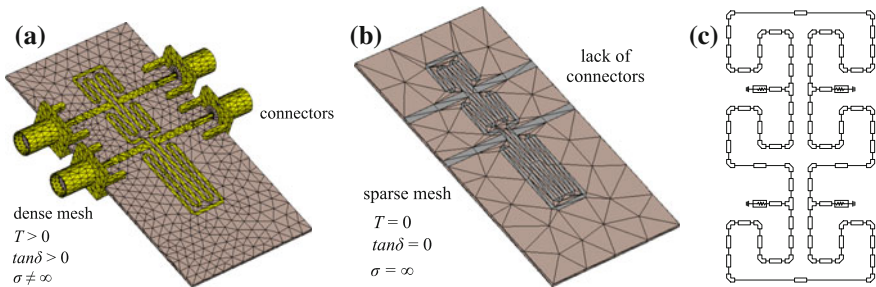 (a)
connectors
dense mesh
T > 0
tanδ > 0
σ ≠ ∞
(b)
lack of
connectors
sparse mesh
T = 0
tanδ = 0
σ = ∞
(c)